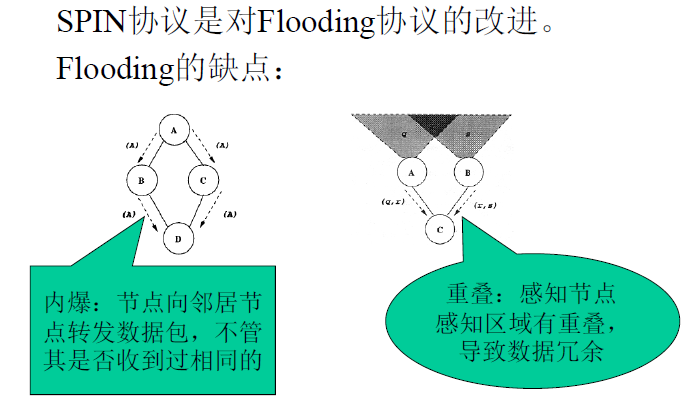 SPIN协议是对Flooding协议的改进。
Flooding的缺点：
A
(A)
(A)
B
C
(A)
(A)
D
q
s
A
B
(q,r)
(r,s)
C
内爆：节点向邻居节
点转发数据包，不管
其是否收到过相同的
重叠：感知节点
感知区域有重叠，
导致数据冗余